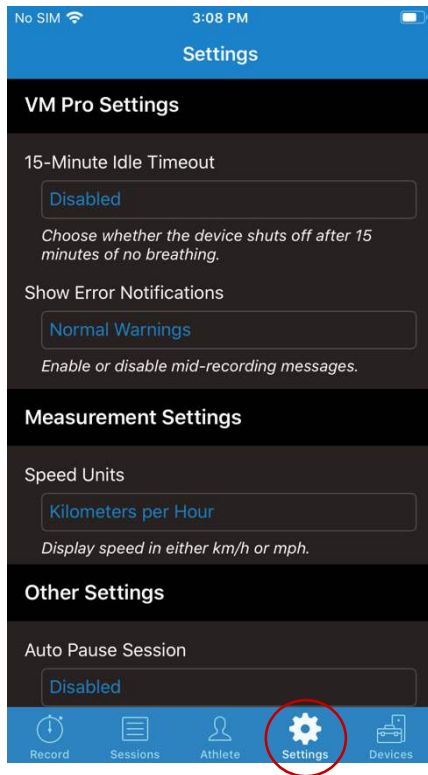 No SIM 3:08 PM
Settings
VM Pro Settings
15-Minute Idle Timeout
Disabled
Choose whether the device shuts off after 15
minutes of no breathing.
Show Error Notifications
Normal Warnings
Enable or disable mid-recording messages.
Measurement Settings
Speed Units
Kilometers per Hour
Display speed in either km/h or mph.
Other Settings
Auto Pause Session
Disabled
Record Sessions Athlete Settings Devices